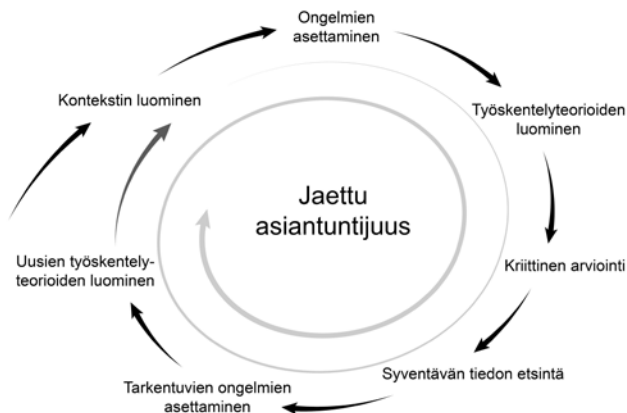 Ongelmien
asettaminen
Kontekstin luominen
Työskentelyteorioiden
luominen
Jaettu
asiantuntijuus
Uusien työskentely-
teorioiden luominen
Kriittinen arviointi
Syventävän tiedon etsintä
Tarkentuvien ongelmien
asettaminen